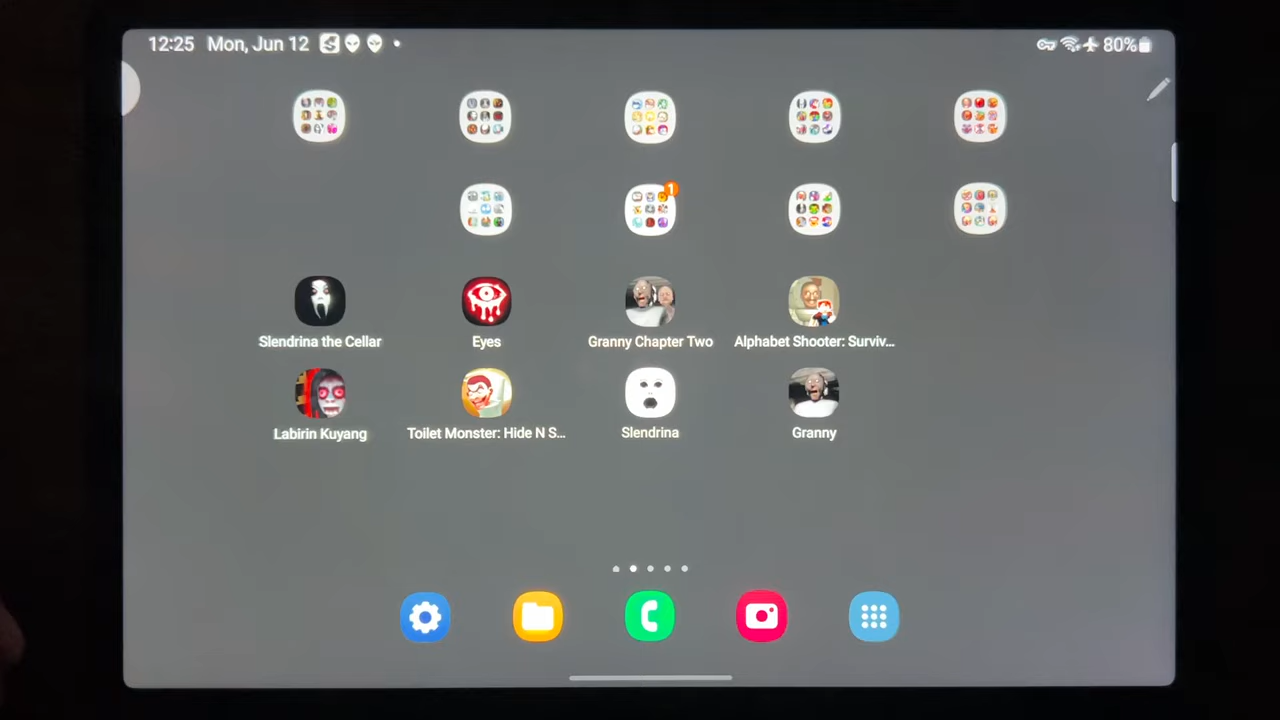 12:25 Mon, Jun 12
80%
1
Slendrina the Cellar
Eyes
Granny Chapter Two
Alphabet Shooter: Surviv...
Labirin Kuyang
Toilet Monster: Hide N S...
Slendrina
Granny